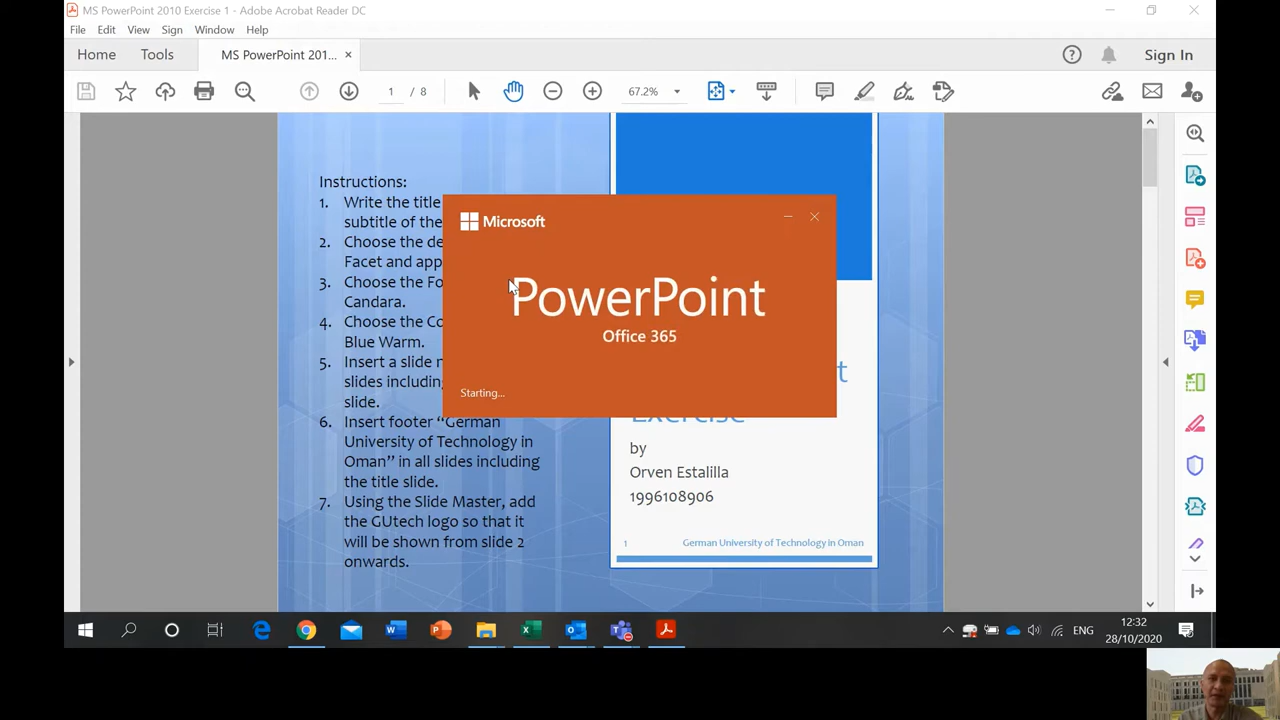 MS PowerPoint 2010 Exercise 1 - Adobe Acrobat Reader DC
File Edit View Sign Window Help
Home Tools MS PowerPoint 201... × Sign In
1 / 8 67.2%
Instructions:
1. Write the title
subtitle of the
2. Choose the de
Facet and app
3. Choose the Fo
Candara.
4. Choose the Co
Blue Warm.
5. Insert a slide n
slides including
slide.
6. Insert footer “German
University of Technology in
Oman” in all slides including
the title slide.
7. Using the Slide Master, add
the GUtech logo so that it
will be shown from slide 2
onwards.
Microsoft
PowerPoint
Office 365
Starting...
t
Exercise
by
Orven Estalilla
1996108906
1 German University of Technology in Oman
ENG
12:32
28/10/2020